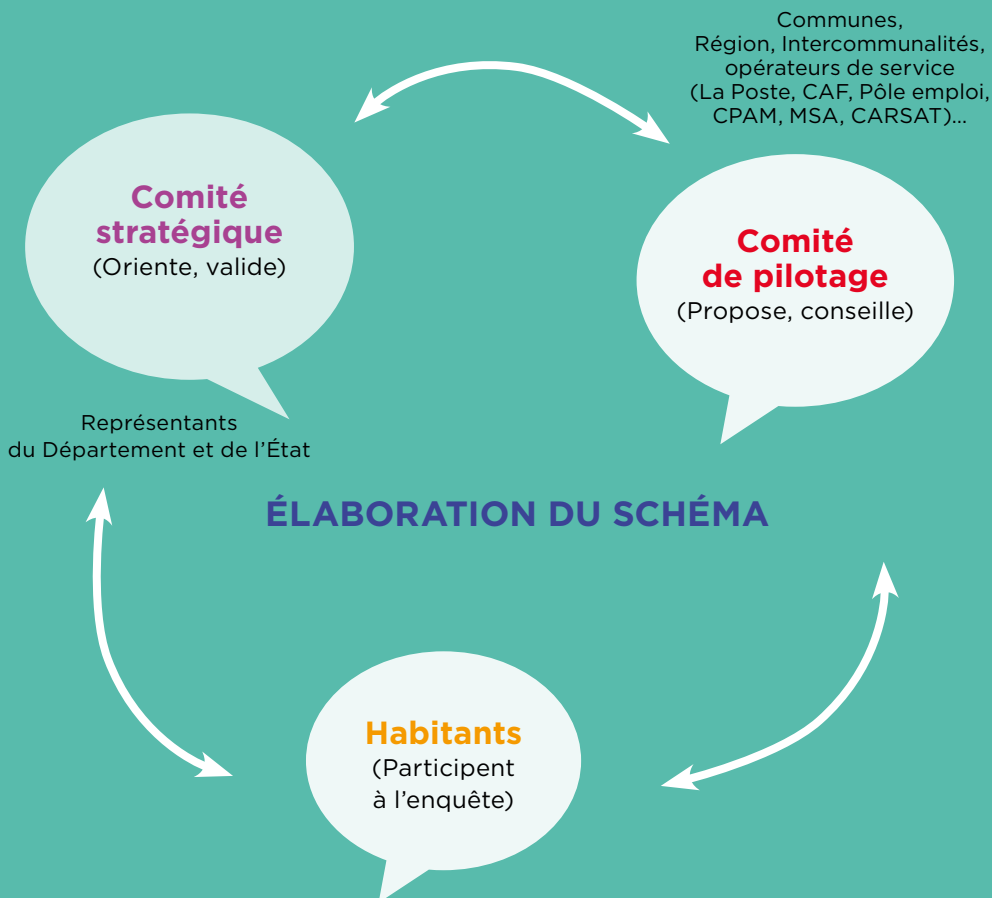 Communes,
Région, Intercommunalités,
opérateurs de service
(La Poste, CAF, Pôle emploi,
CPAM, MSA, CARSAT)...
Comité
stratégique
(Oriente, valide)
Comité
de pilotage
(Propose, conseille)
Représentants
du Département et de l’État
ÉLABORATION DU SCHÉMA
Habitants
(Participent
à l’enquête)